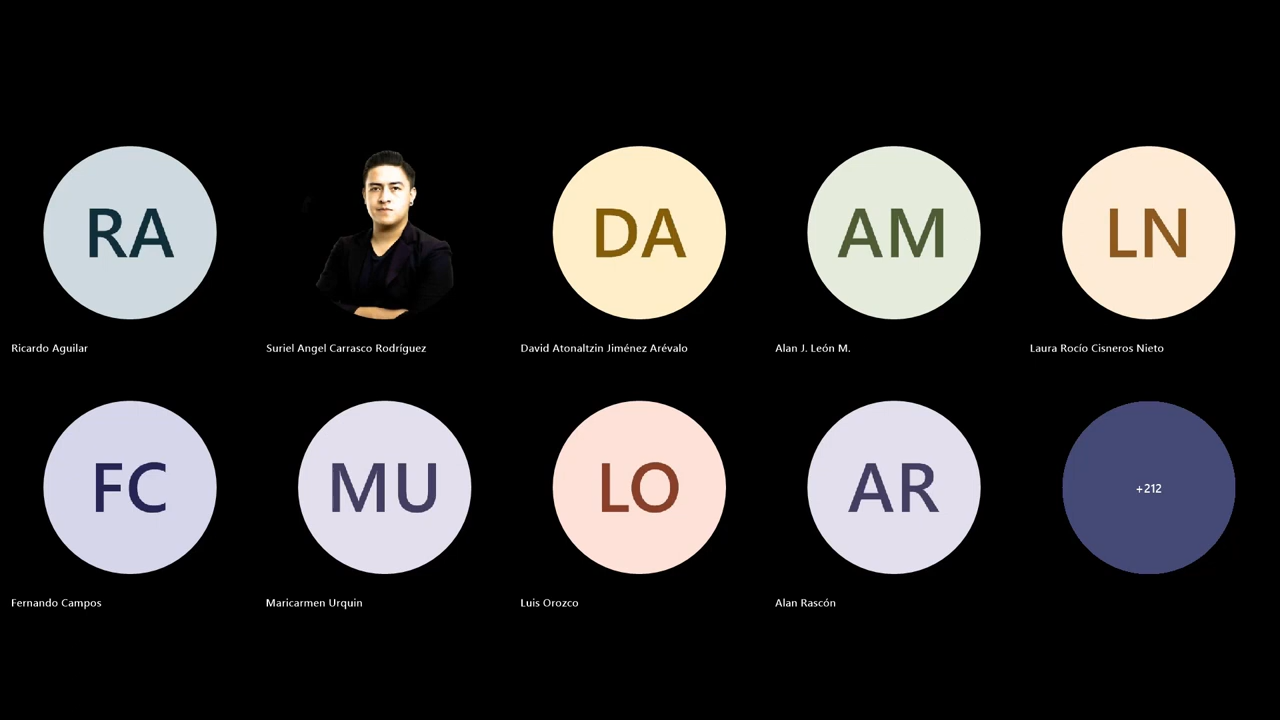 RA
DA
AM
LN
Ricardo Aguilar
Suriel Angel Carrasco Rodríguez
David Atonaltzin Jiménez Arévalo
Alan J. León M.
Laura Rocío Cisneros Nieto
FC
MU
LO
AR
+212
Fernando Campos
Maricarmen Urquin
Luis Orozco
Alan Rascón